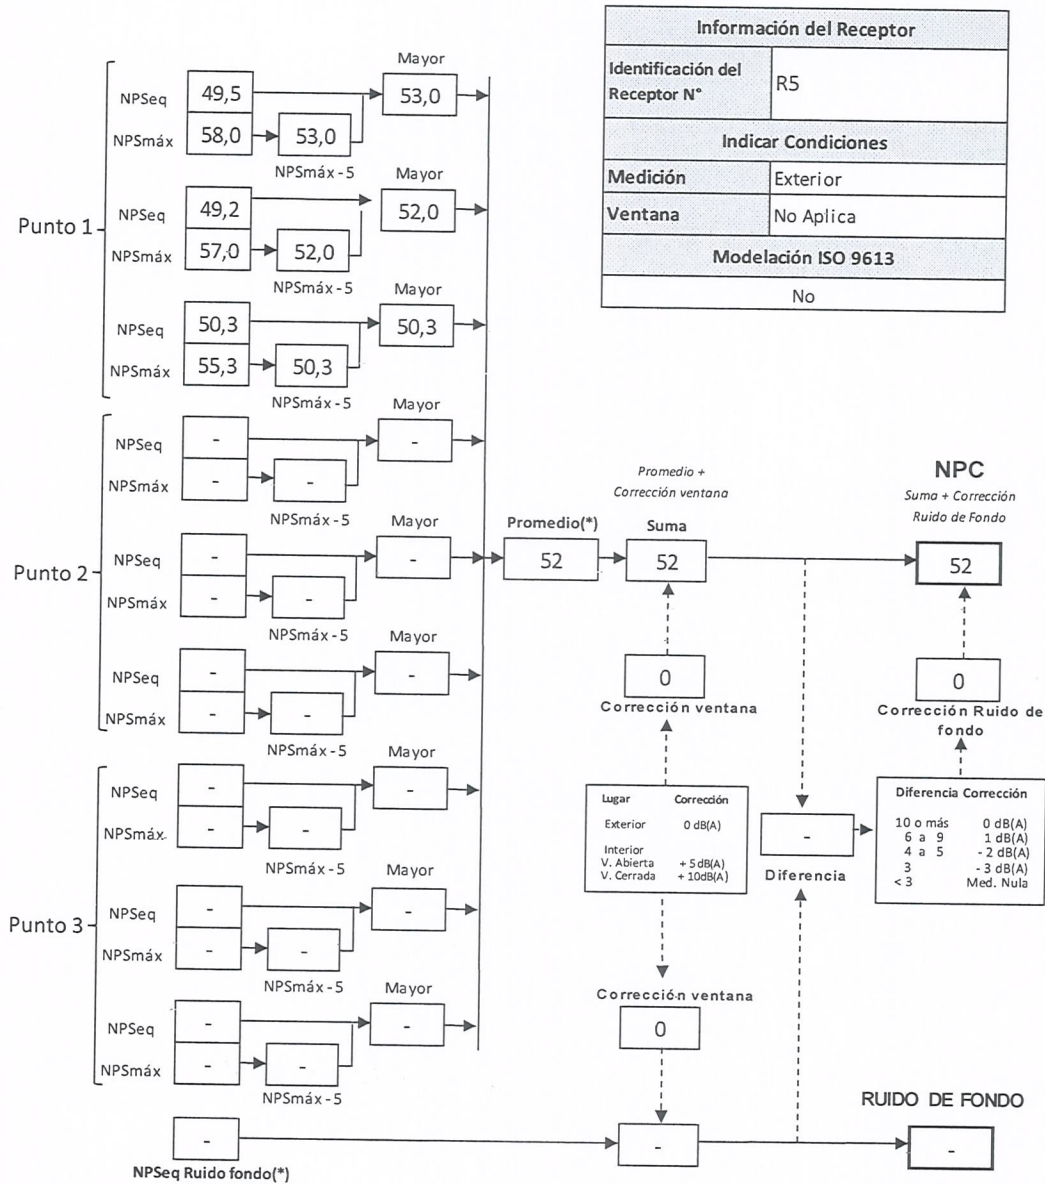 Información del Receptor
Identificación del Receptor N° R5
Indicar Condiciones
Medición Exterior
Ventana No Aplica
Modelación ISO 9613
No
Punto 1
Mayor
NPSeq 49,5 53,0
NPSmáx 58,0 53,0
NPSmáx - 5
Mayor
NPSeq 49,2 52,0
NPSmáx 57,0 52,0
NPSmáx - 5
Mayor
NPSeq 50,3 50,3
NPSmáx 55,3 50,3
NPSmáx - 5
Punto 2
Mayor
NPSeq - -
NPSmáx - -
NPSmáx - 5
Mayor
NPSeq - -
NPSmáx - -
NPSmáx - 5
Mayor
NPSeq - -
NPSmáx - -
NPSmáx - 5
Punto 3
Mayor
NPSeq - -
NPSmáx - -
NPSmáx - 5
Mayor
NPSeq - -
NPSmáx - -
NPSmáx - 5
Mayor
NPSeq - -
NPSmáx - -
NPSmáx - 5
-
NPSeq Ruido fondo(*)
Promedio(*)
52
Promedio +
Corrección ventana
Suma
52
NPC
Suma + Corrección
Ruido de Fondo
52
0
Corrección ventana
0
Corrección Ruido de
fondo
Lugar Corrección
Exterior 0 dB(A)
Interior
V. Abierta + 5 dB(A)
V. Cerrada + 10dB(A)
-
Diferencia
Diferencia Corrección
10 o más 0 dB(A)
6 a 9 1 dB(A)
4 a 5 - 2 dB(A)
3 - 3 dB(A)
< 3 Med. Nula
Corrección ventana
0
-
RUIDO DE FONDO
-